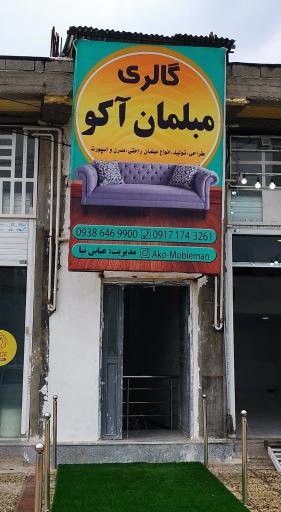 گالری
مبلمان آکو
طراحی، تولید، انواع مبلمان راحتی، مدرن و اسپورت
0938 646 9900 0917 174 3261
مدیریت: عباس نیا Ako-Mobleman